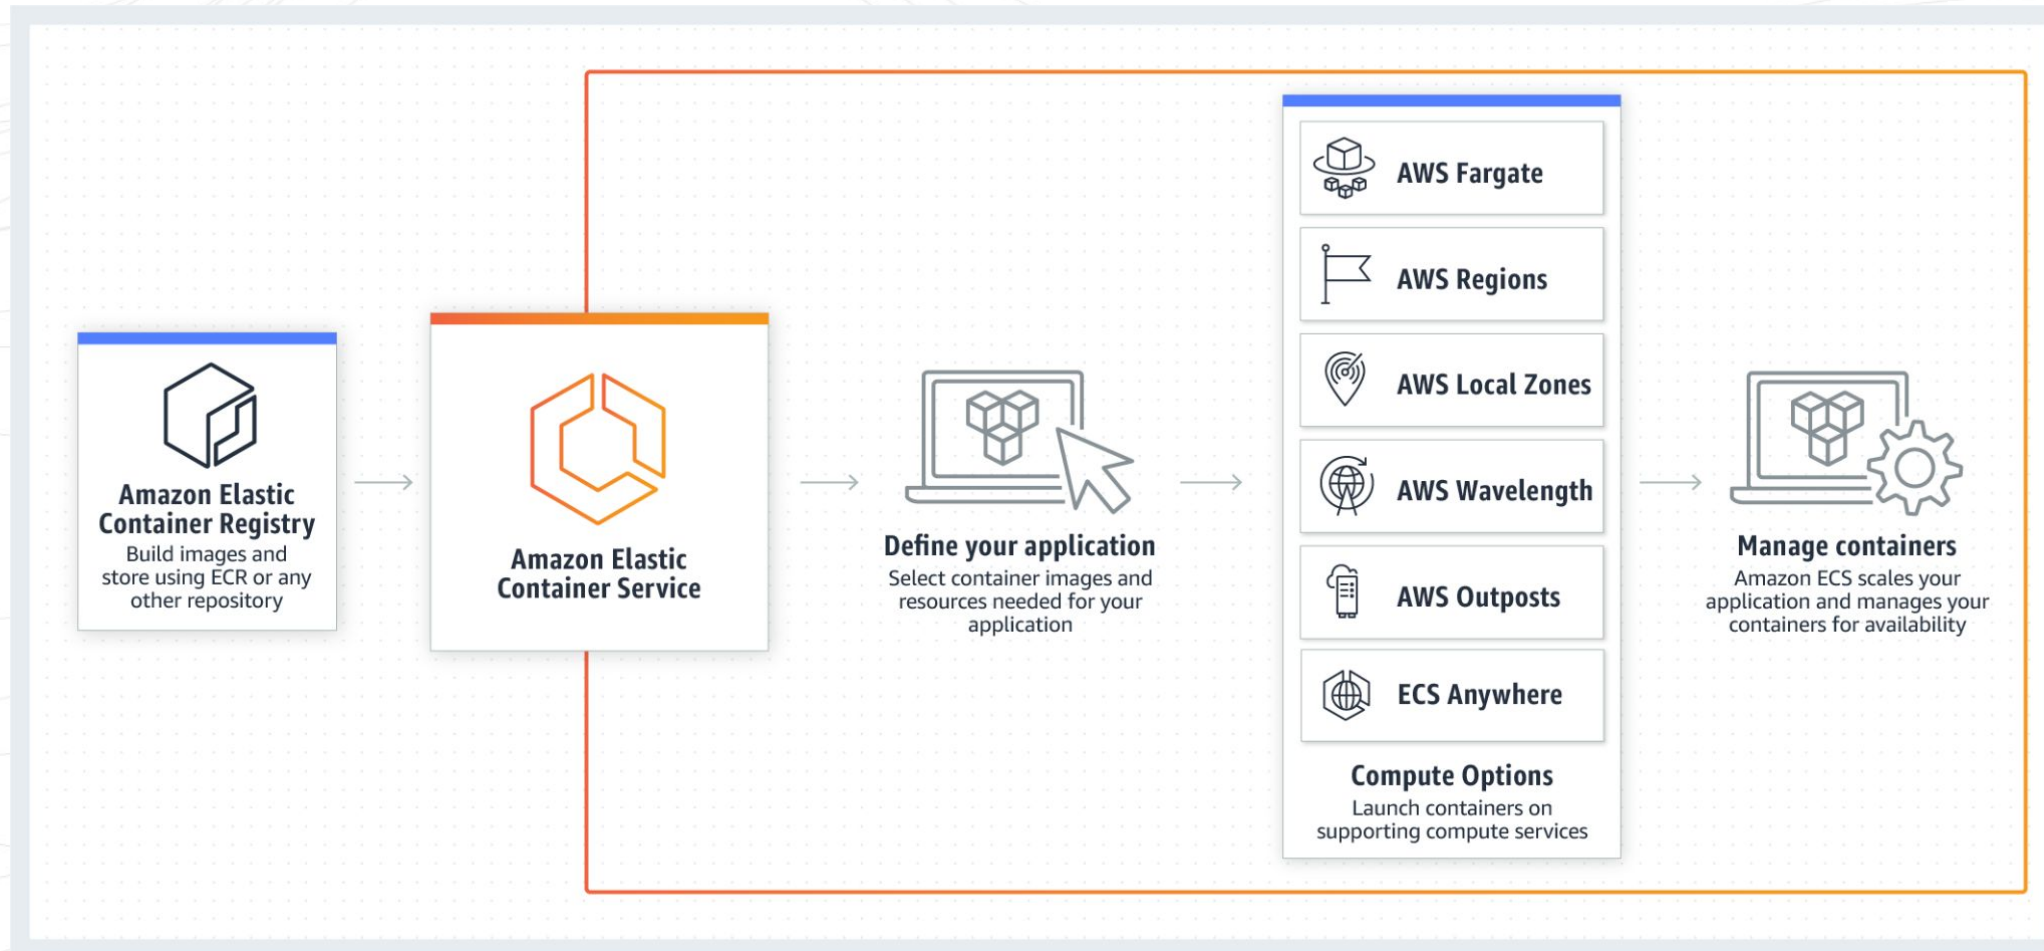 Amazon Elastic
Container Registry
Build images and
store using ECR or any
other repository
Amazon Elastic
Container Service
Define your application
Select container images and
resources needed for your
application
AWS Fargate
AWS Regions
AWS Local Zones
AWS Wavelength
AWS Outposts
ECS Anywhere
Compute Options
Launch containers on
supporting compute services
Manage containers
Amazon ECS scales your
application and manages your
containers for availability